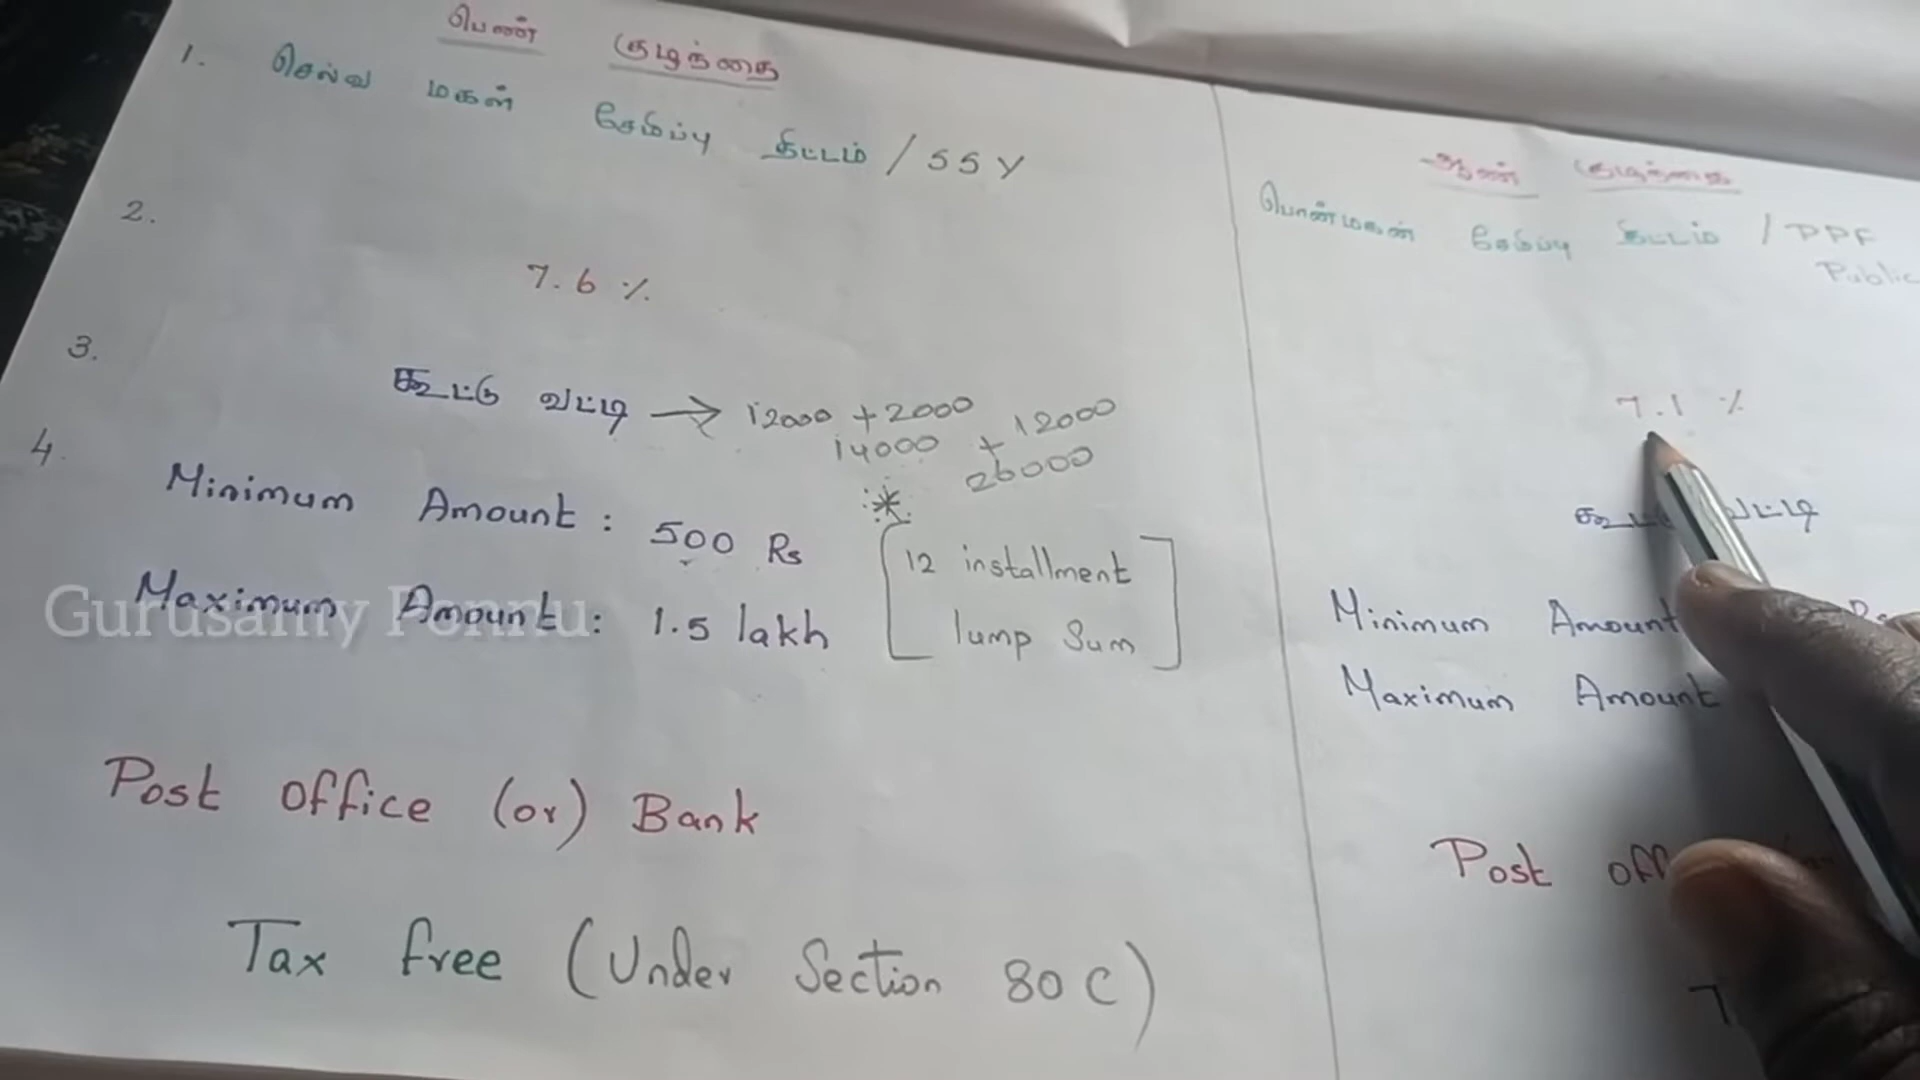 பெண் குழந்தை
1. செல்வ மகள் சேமிப்பு திட்டம் / SSY
2.
7.6 %
3.
கூட்டு வட்டி → 12000 + 2000
14000 + 12000
26000
4.
Minimum Amount : 500 Rs
Maximum Amount : 1.5 lakh
*
[12 installment
lump Sum]
Post office (or) Bank
Tax free (Under Section 80 C)
ஆண் குழந்தை
பொன்மகன் சேமிப்பு திட்டம் / PPF
Public
7.1 %
வட்டி
Minimum Amount
Maximum Amount
Post off
Gurusamy Ponnu